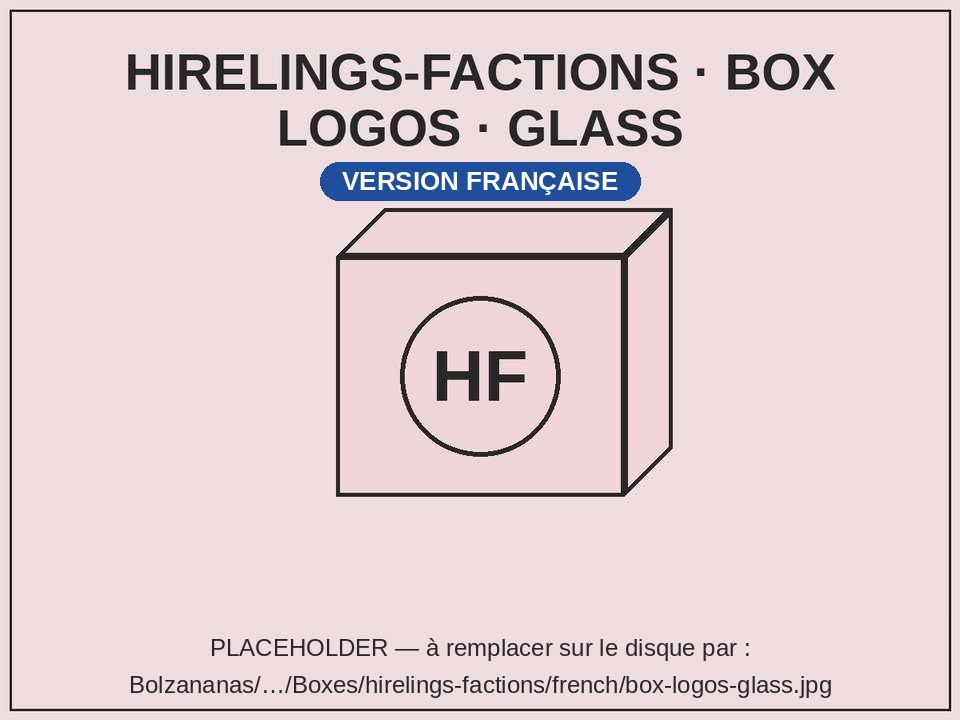 HIRELINGS-FACTIONS · BOX
LOGOS · GLASS
VERSION FRANÇAISE
HF
PLACEHOLDER — à remplacer sur le disque par :
Bolzananas/…/Boxes/hirelings-factions/french/box-logos-glass.jpg